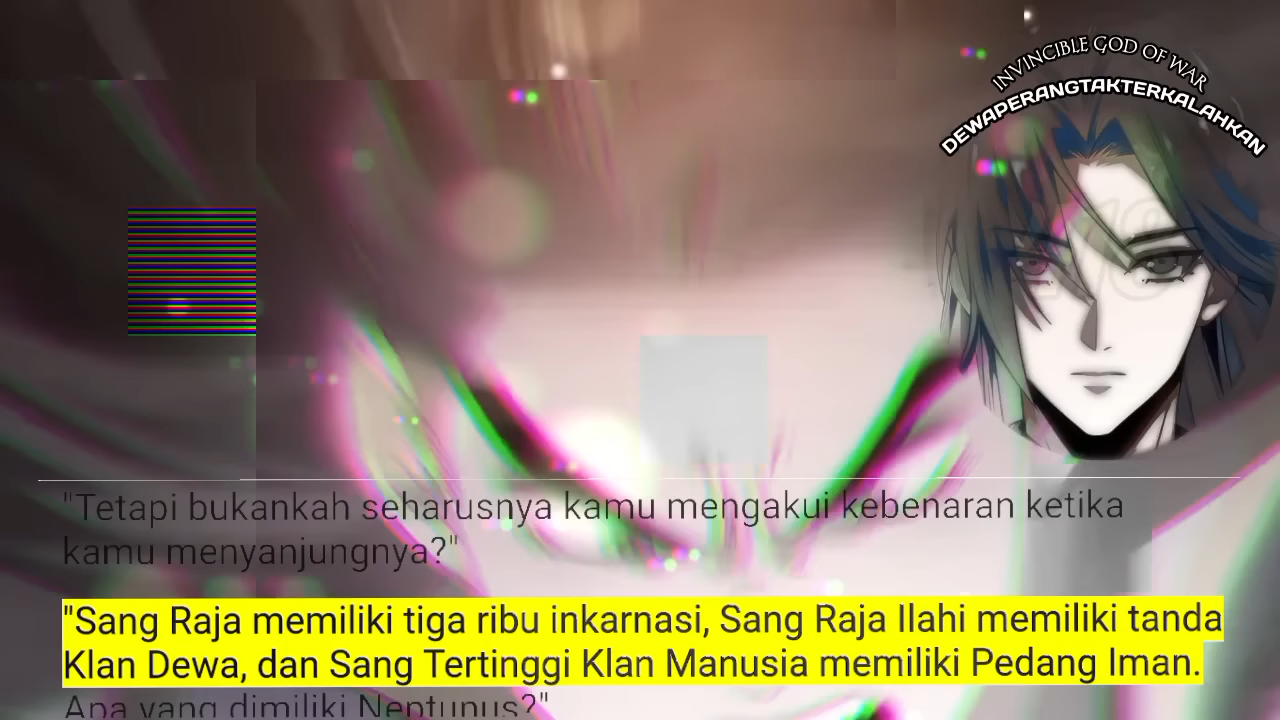 INVINCIBLE GOD OF WAR
DEWAPERANGTAKTERKALAHKAN
"Tetapi bukankah seharusnya kamu mengakui kebenaran ketika
kamu menyanjungnya?"
"Sang Raja memiliki tiga ribu inkarnasi, Sang Raja Ilahi memiliki tanda
Klan Dewa, dan Sang Tertinggi Klan Manusia memiliki Pedang Iman.
Apa yang dimiliki Neptunus?"